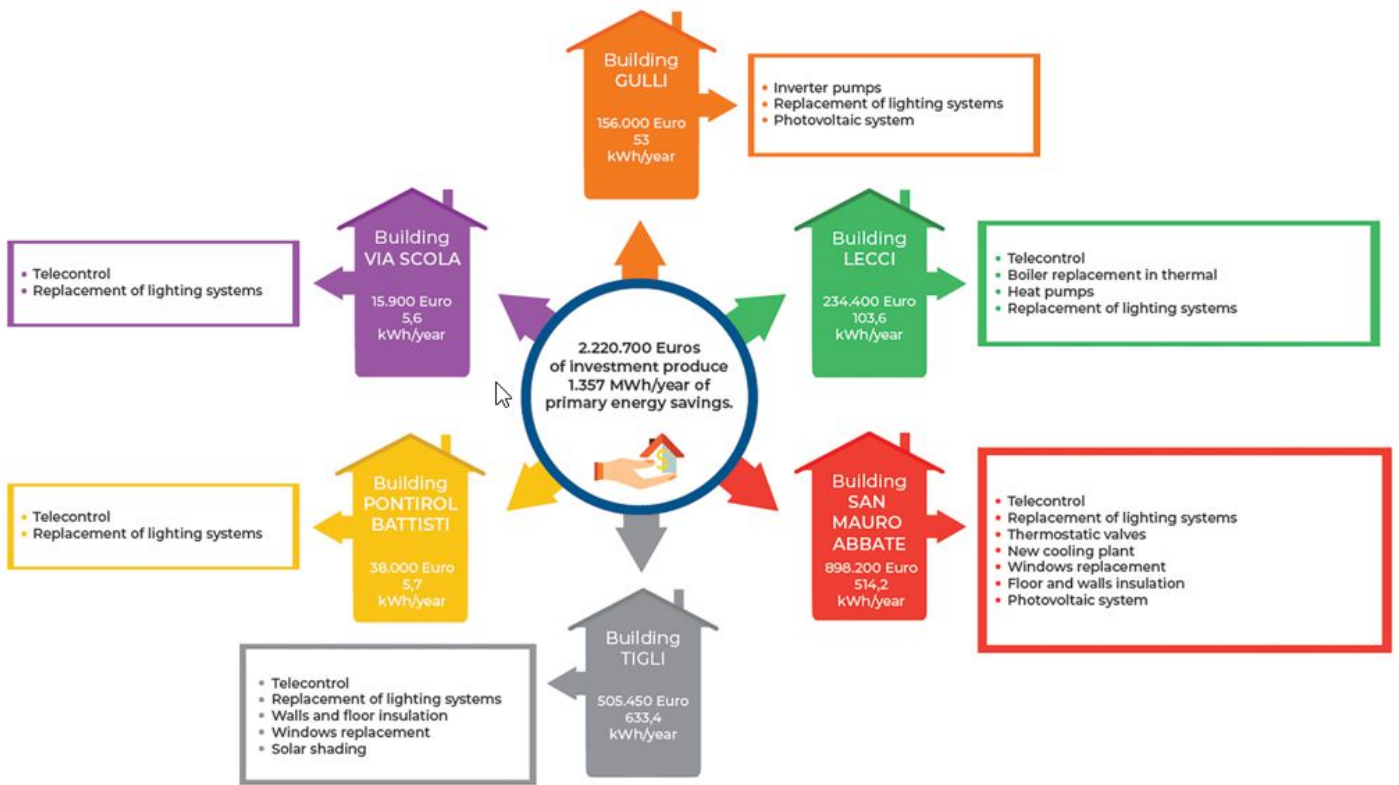 Building
GULLI
156.000 Euro
53
kWh/year
• Inverter pumps
• Replacement of lighting systems
• Photovoltaic system
Building
VIA SCOLA
15.900 Euro
5,6
kWh/year
• Telecontrol
• Replacement of lighting systems
Building
LECCI
234.400 Euro
103,6
kWh/year
• Telecontrol
• Boiler replacement in thermal
• Heat pumps
• Replacement of lighting systems
2.220.700 Euros
of investment produce
1.357 MWh/year of
primary energy savings.
$
Building
PONTIROL
BATTISTI
38.000 Euro
5,7
kWh/year
• Telecontrol
• Replacement of lighting systems
Building
SAN
MAURO
ABBATE
898.200 Euro
514,2
kWh/year
• Telecontrol
• Replacement of lighting systems
• Thermostatic valves
• New cooling plant
• Windows replacement
• Floor and walls insulation
• Photovoltaic system
Building
TIGLI
505.450 Euro
633,4
kWh/year
• Telecontrol
• Replacement of lighting systems
• Walls and floor insulation
• Windows replacement
• Solar shading